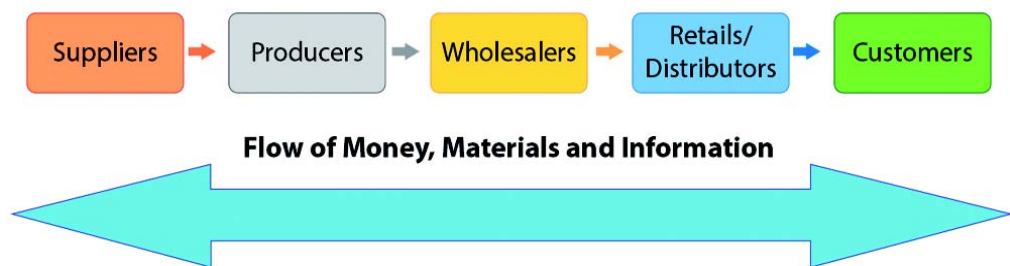 Suppliers
Producers
Wholesalers
Retails/
Distributors
Customers
Flow of Money, Materials and Information